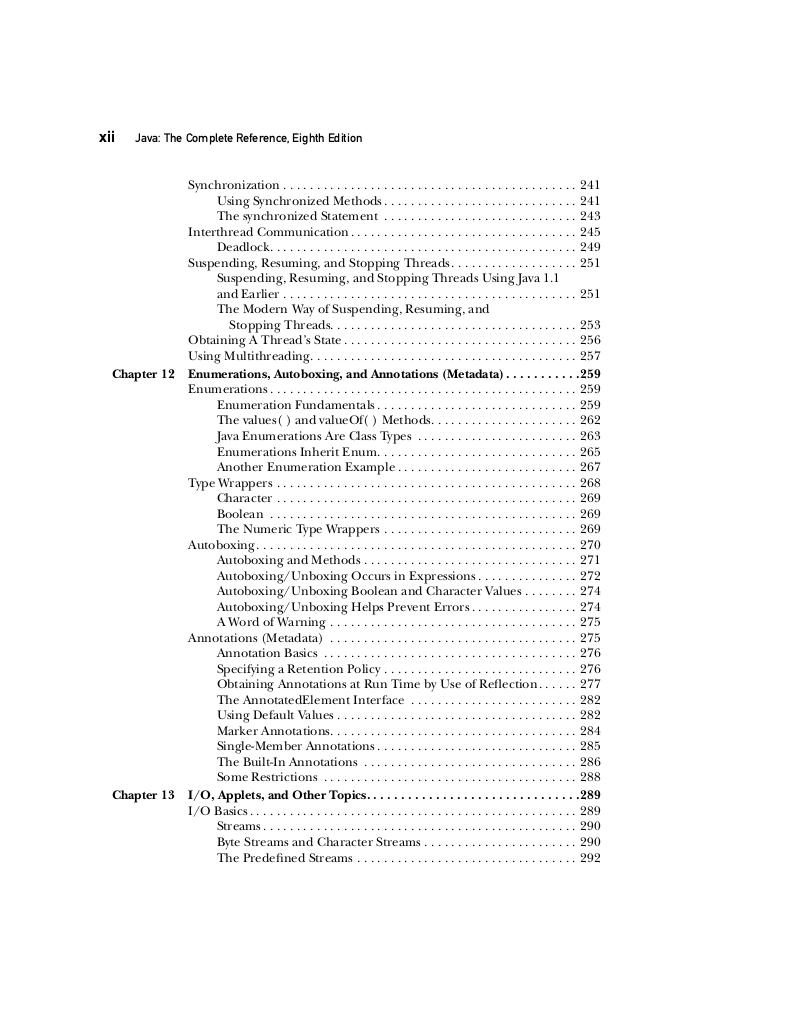 xii Java: The Complete Reference, Eighth Edition
Synchronization . . . . . . . . . . . . . . . . . . . . . . . . . . . . . . . . . . . . . . . . . . . . 241
Using Synchronized Methods . . . . . . . . . . . . . . . . . . . . . . . . . . . . . 241
The synchronized Statement . . . . . . . . . . . . . . . . . . . . . . . . . . . . . 243
Interthread Communication . . . . . . . . . . . . . . . . . . . . . . . . . . . . . . . . . . 245
Deadlock. . . . . . . . . . . . . . . . . . . . . . . . . . . . . . . . . . . . . . . . . . . . . . 249
Suspending, Resuming, and Stopping Threads. . . . . . . . . . . . . . . . . . . 251
Suspending, Resuming, and Stopping Threads Using Java 1.1
and Earlier . . . . . . . . . . . . . . . . . . . . . . . . . . . . . . . . . . . . . . . . . . . . 251
The Modern Way of Suspending, Resuming, and
Stopping Threads. . . . . . . . . . . . . . . . . . . . . . . . . . . . . . . . . . . . . 253
Obtaining A Thread's State . . . . . . . . . . . . . . . . . . . . . . . . . . . . . . . . . . . 256
Using Multithreading. . . . . . . . . . . . . . . . . . . . . . . . . . . . . . . . . . . . . . . . 257
Chapter 12 Enumerations, Autoboxing, and Annotations (Metadata) . . . . . . . . . . .259
Enumerations . . . . . . . . . . . . . . . . . . . . . . . . . . . . . . . . . . . . . . . . . . . . . . 259
Enumeration Fundamentals . . . . . . . . . . . . . . . . . . . . . . . . . . . . . . 259
The values( ) and valueOf( ) Methods. . . . . . . . . . . . . . . . . . . . . . 262
Java Enumerations Are Class Types . . . . . . . . . . . . . . . . . . . . . . . . 263
Enumerations Inherit Enum. . . . . . . . . . . . . . . . . . . . . . . . . . . . . . 265
Another Enumeration Example . . . . . . . . . . . . . . . . . . . . . . . . . . . 267
Type Wrappers . . . . . . . . . . . . . . . . . . . . . . . . . . . . . . . . . . . . . . . . . . . . . 268
Character . . . . . . . . . . . . . . . . . . . . . . . . . . . . . . . . . . . . . . . . . . . . . 269
Boolean . . . . . . . . . . . . . . . . . . . . . . . . . . . . . . . . . . . . . . . . . . . . . . 269
The Numeric Type Wrappers . . . . . . . . . . . . . . . . . . . . . . . . . . . . . 269
Autoboxing. . . . . . . . . . . . . . . . . . . . . . . . . . . . . . . . . . . . . . . . . . . . . . . . 270
Autoboxing and Methods . . . . . . . . . . . . . . . . . . . . . . . . . . . . . . . . 271
Autoboxing/Unboxing Occurs in Expressions . . . . . . . . . . . . . . . 272
Autoboxing/Unboxing Boolean and Character Values . . . . . . . . 274
Autoboxing/Unboxing Helps Prevent Errors . . . . . . . . . . . . . . . . 274
A Word of Warning . . . . . . . . . . . . . . . . . . . . . . . . . . . . . . . . . . . . . 275
Annotations (Metadata) . . . . . . . . . . . . . . . . . . . . . . . . . . . . . . . . . . . . . 275
Annotation Basics . . . . . . . . . . . . . . . . . . . . . . . . . . . . . . . . . . . . . . 276
Specifying a Retention Policy . . . . . . . . . . . . . . . . . . . . . . . . . . . . . 276
Obtaining Annotations at Run Time by Use of Reflection. . . . . . 277
The AnnotatedElement Interface . . . . . . . . . . . . . . . . . . . . . . . . . 282
Using Default Values . . . . . . . . . . . . . . . . . . . . . . . . . . . . . . . . . . . . 282
Marker Annotations. . . . . . . . . . . . . . . . . . . . . . . . . . . . . . . . . . . . . 284
Single-Member Annotations . . . . . . . . . . . . . . . . . . . . . . . . . . . . . . 285
The Built-In Annotations . . . . . . . . . . . . . . . . . . . . . . . . . . . . . . . . 286
Some Restrictions . . . . . . . . . . . . . . . . . . . . . . . . . . . . . . . . . . . . . . 288
Chapter 13 I/O, Applets, and Other Topics. . . . . . . . . . . . . . . . . . . . . . . . . . . . . . .289
I/O Basics . . . . . . . . . . . . . . . . . . . . . . . . . . . . . . . . . . . . . . . . . . . . . . . . . 289
Streams . . . . . . . . . . . . . . . . . . . . . . . . . . . . . . . . . . . . . . . . . . . . . . . 290
Byte Streams and Character Streams . . . . . . . . . . . . . . . . . . . . . . . 290
The Predefined Streams . . . . . . . . . . . . . . . . . . . . . . . . . . . . . . . . . 292